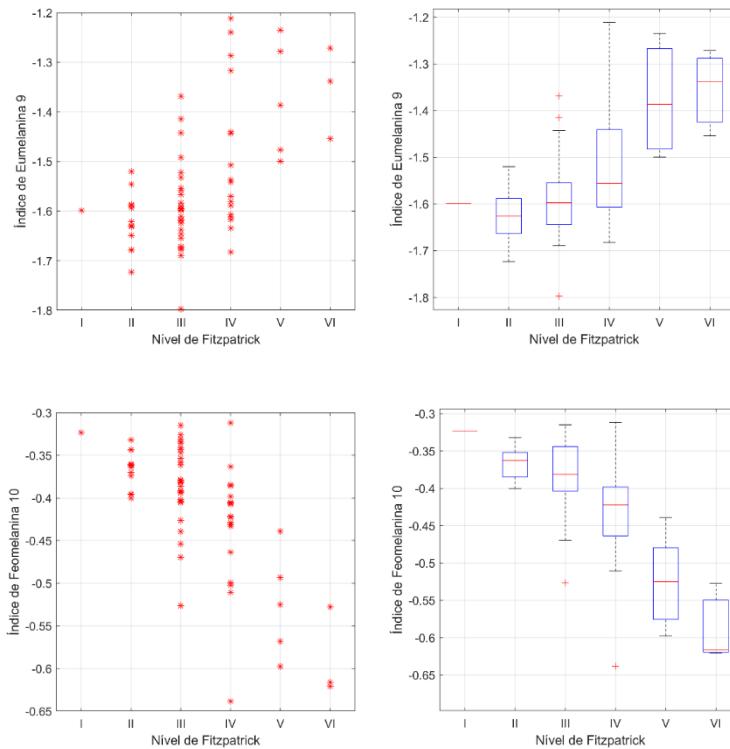 -1.2
-1.3
-1.4
-1.5
-1.6
-1.7
-1.8
Índice de Eumelanina 9
I II III IV V VI
Nível de Fitzpatrick
-1.2
-1.3
-1.4
-1.5
-1.6
-1.7
-1.8
Índice de Eumelanina 9
I II III IV V VI
Nível de Fitzpatrick
-0.3
-0.35
-0.4
-0.45
-0.5
-0.55
-0.6
-0.65
Índice de Feomelanina 10
I II III IV V VI
Nível de Fitzpatrick
-0.3
-0.35
-0.4
-0.45
-0.5
-0.55
-0.6
-0.65
Índice de Feomelanina 10
I II III IV V VI
Nível de Fitzpatrick